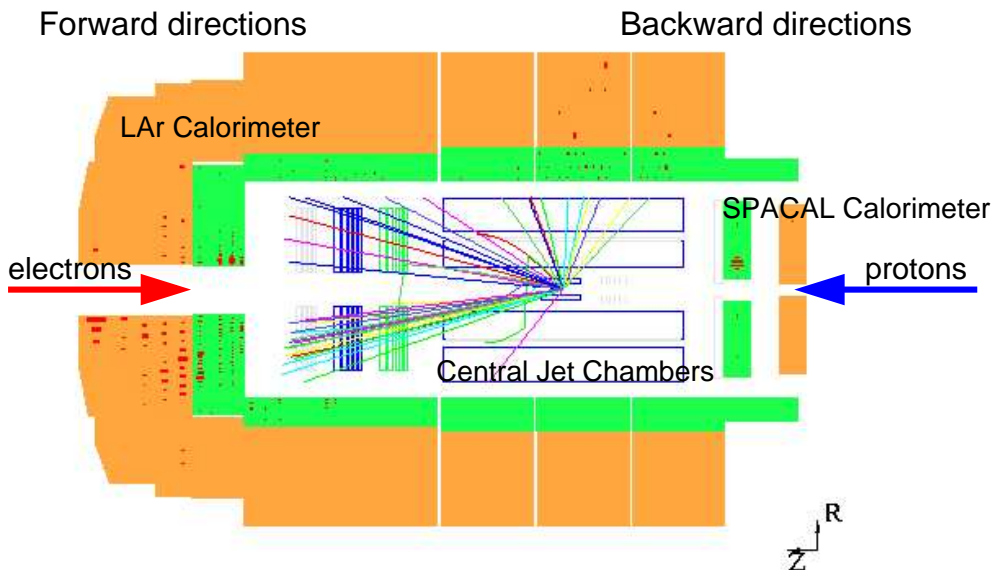 Forward directions
Backward directions
LAr Calorimeter
SPACAL Calorimeter
electrons
protons
Central Jet Chambers
R
Z